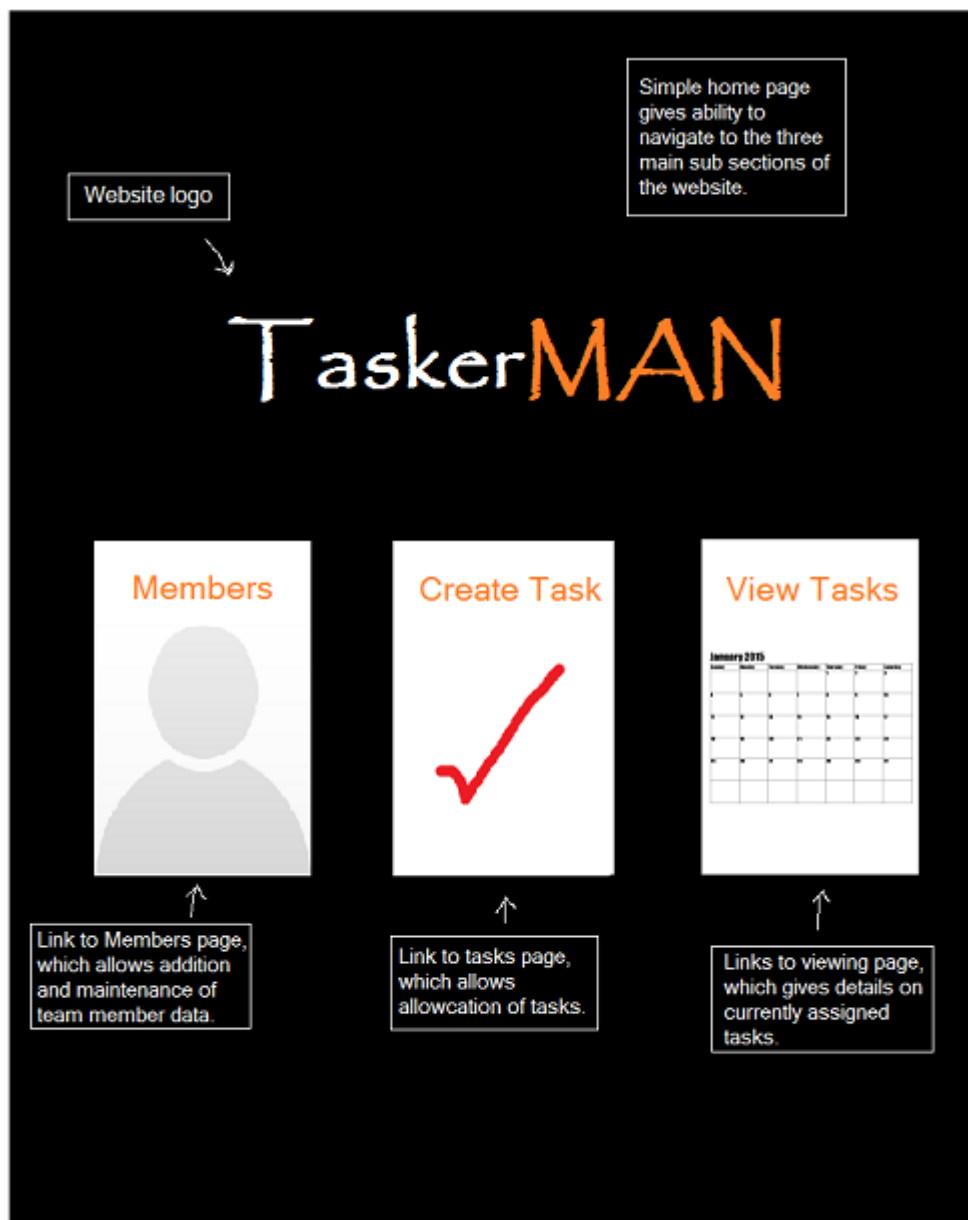 Simple home page
gives ability to
navigate to the three
main sub sections of
the website.
Website logo
TaskerMAN
Members
Create Task
View Tasks
January 2015
Link to Members page,
which allows addition
and maintenance of
team member data.
Link to tasks page,
which allows
allowcation of tasks.
Links to viewing page,
which gives details on
currently assigned
tasks.